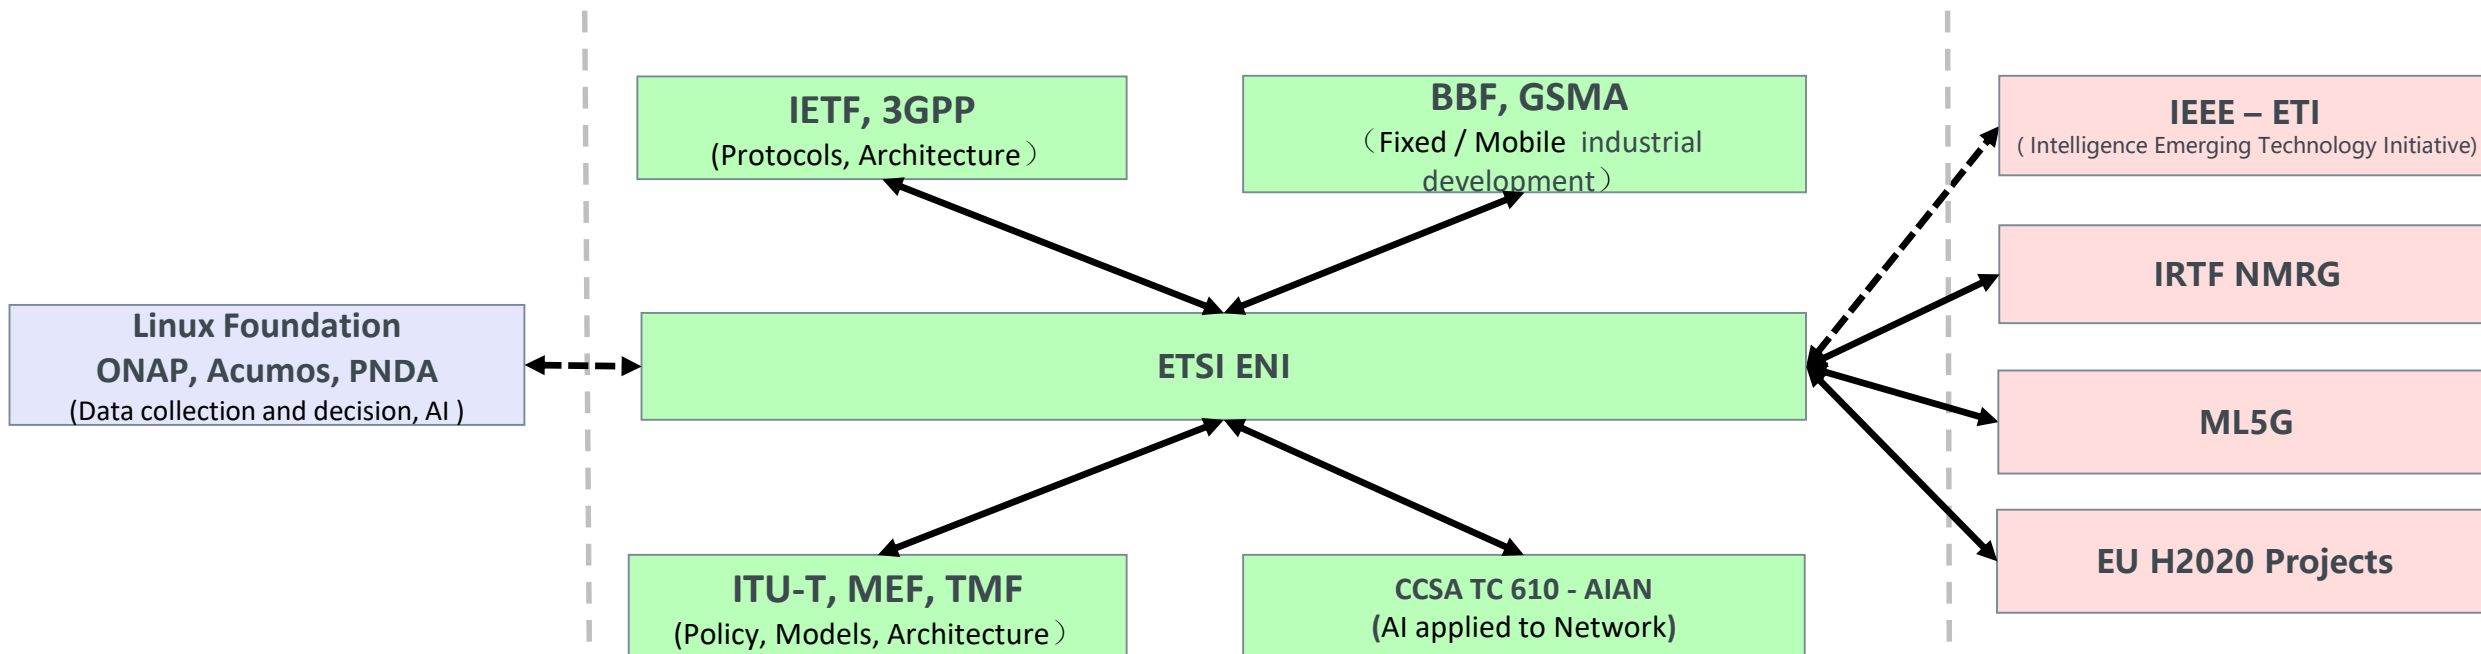 IETF, 3GPP
(Protocols, Architecture）
BBF, GSMA
（Fixed / Mobile industrial
development）
IEEE – ETI
( Intelligence Emerging Technology Initiative)
IRTF NMRG
Linux Foundation
ONAP, Acumos, PNDA
(Data collection and decision, AI )
ETSI ENI
ML5G
EU H2020 Projects
ITU-T, MEF, TMF
(Policy, Models, Architecture）
CCSA TC 610 - AIAN
(AI applied to Network)